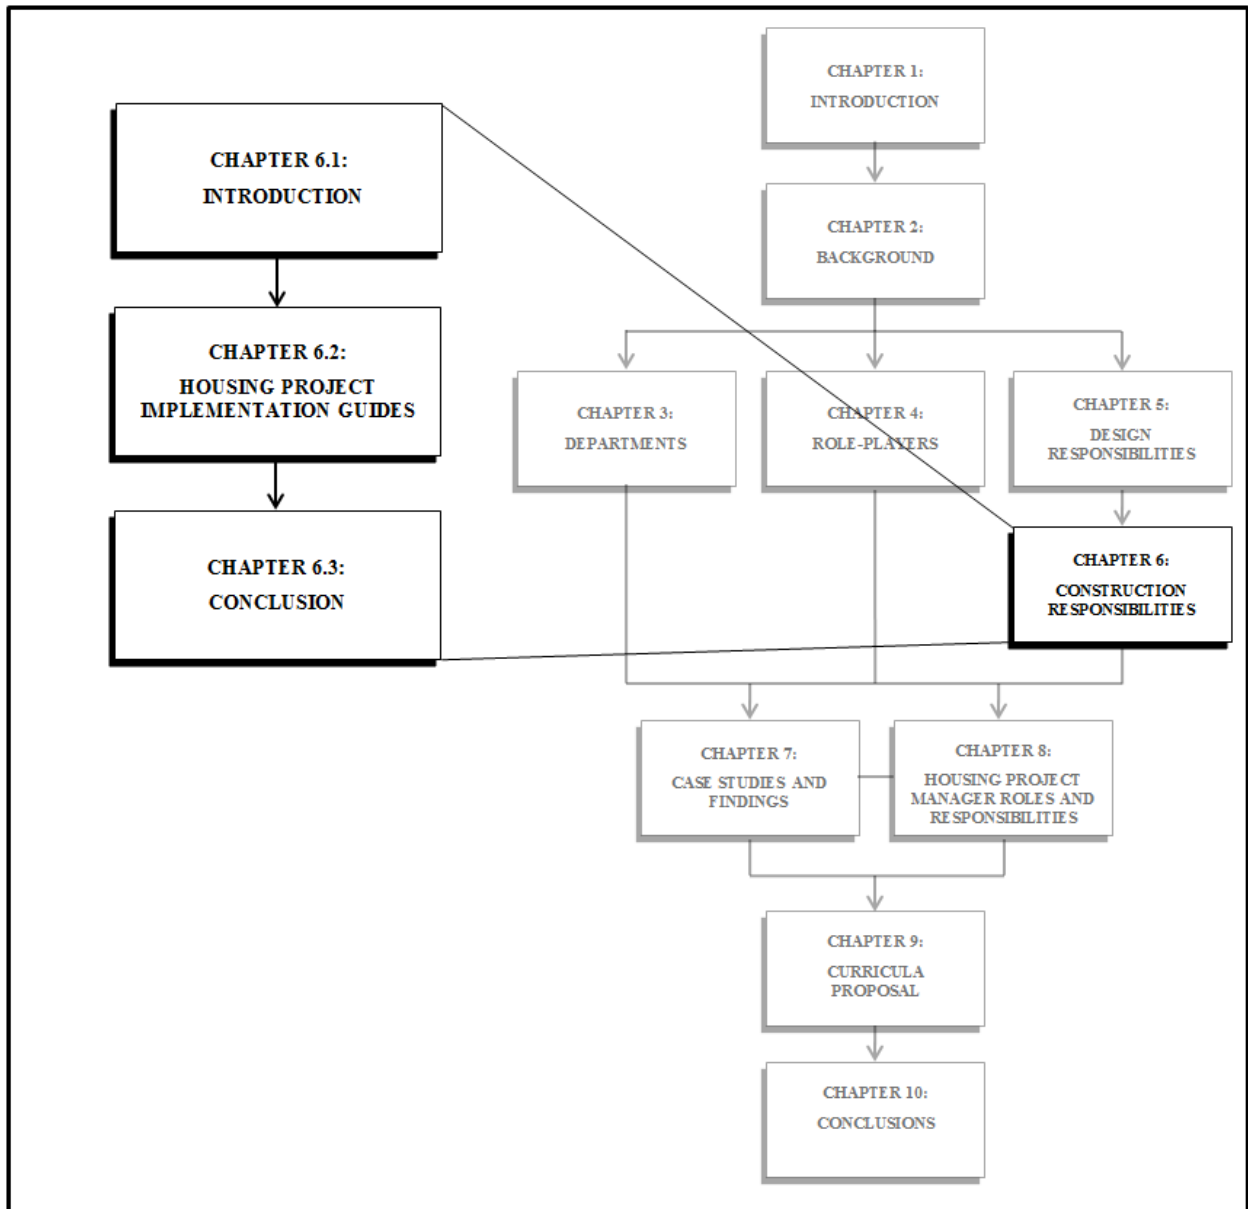 CHAPTER 6.1:
INTRODUCTION
CHAPTER 6.2:
HOUSING PROJECT
IMPLEMENTATION GUIDES
CHAPTER 6.3:
CONCLUSION
CHAPTER 1:
INTRODUCTION
CHAPTER 2:
BACKGROUND
CHAPTER 3:
DEPARTMENTS
CHAPTER 4:
ROLE-PLAYERS
CHAPTER 5:
DESIGN
RESPONSIBILITIES
CHAPTER 6:
CONSTRUCTION
RESPONSIBILITIES
CHAPTER 7:
CASE STUDIES AND
FINDINGS
CHAPTER 8:
HOUSING PROJECT
MANAGER ROLES AND
RESPONSIBILITIES
CHAPTER 9:
CURRICULA
PROPOSAL
CHAPTER 10:
CONCLUSIONS